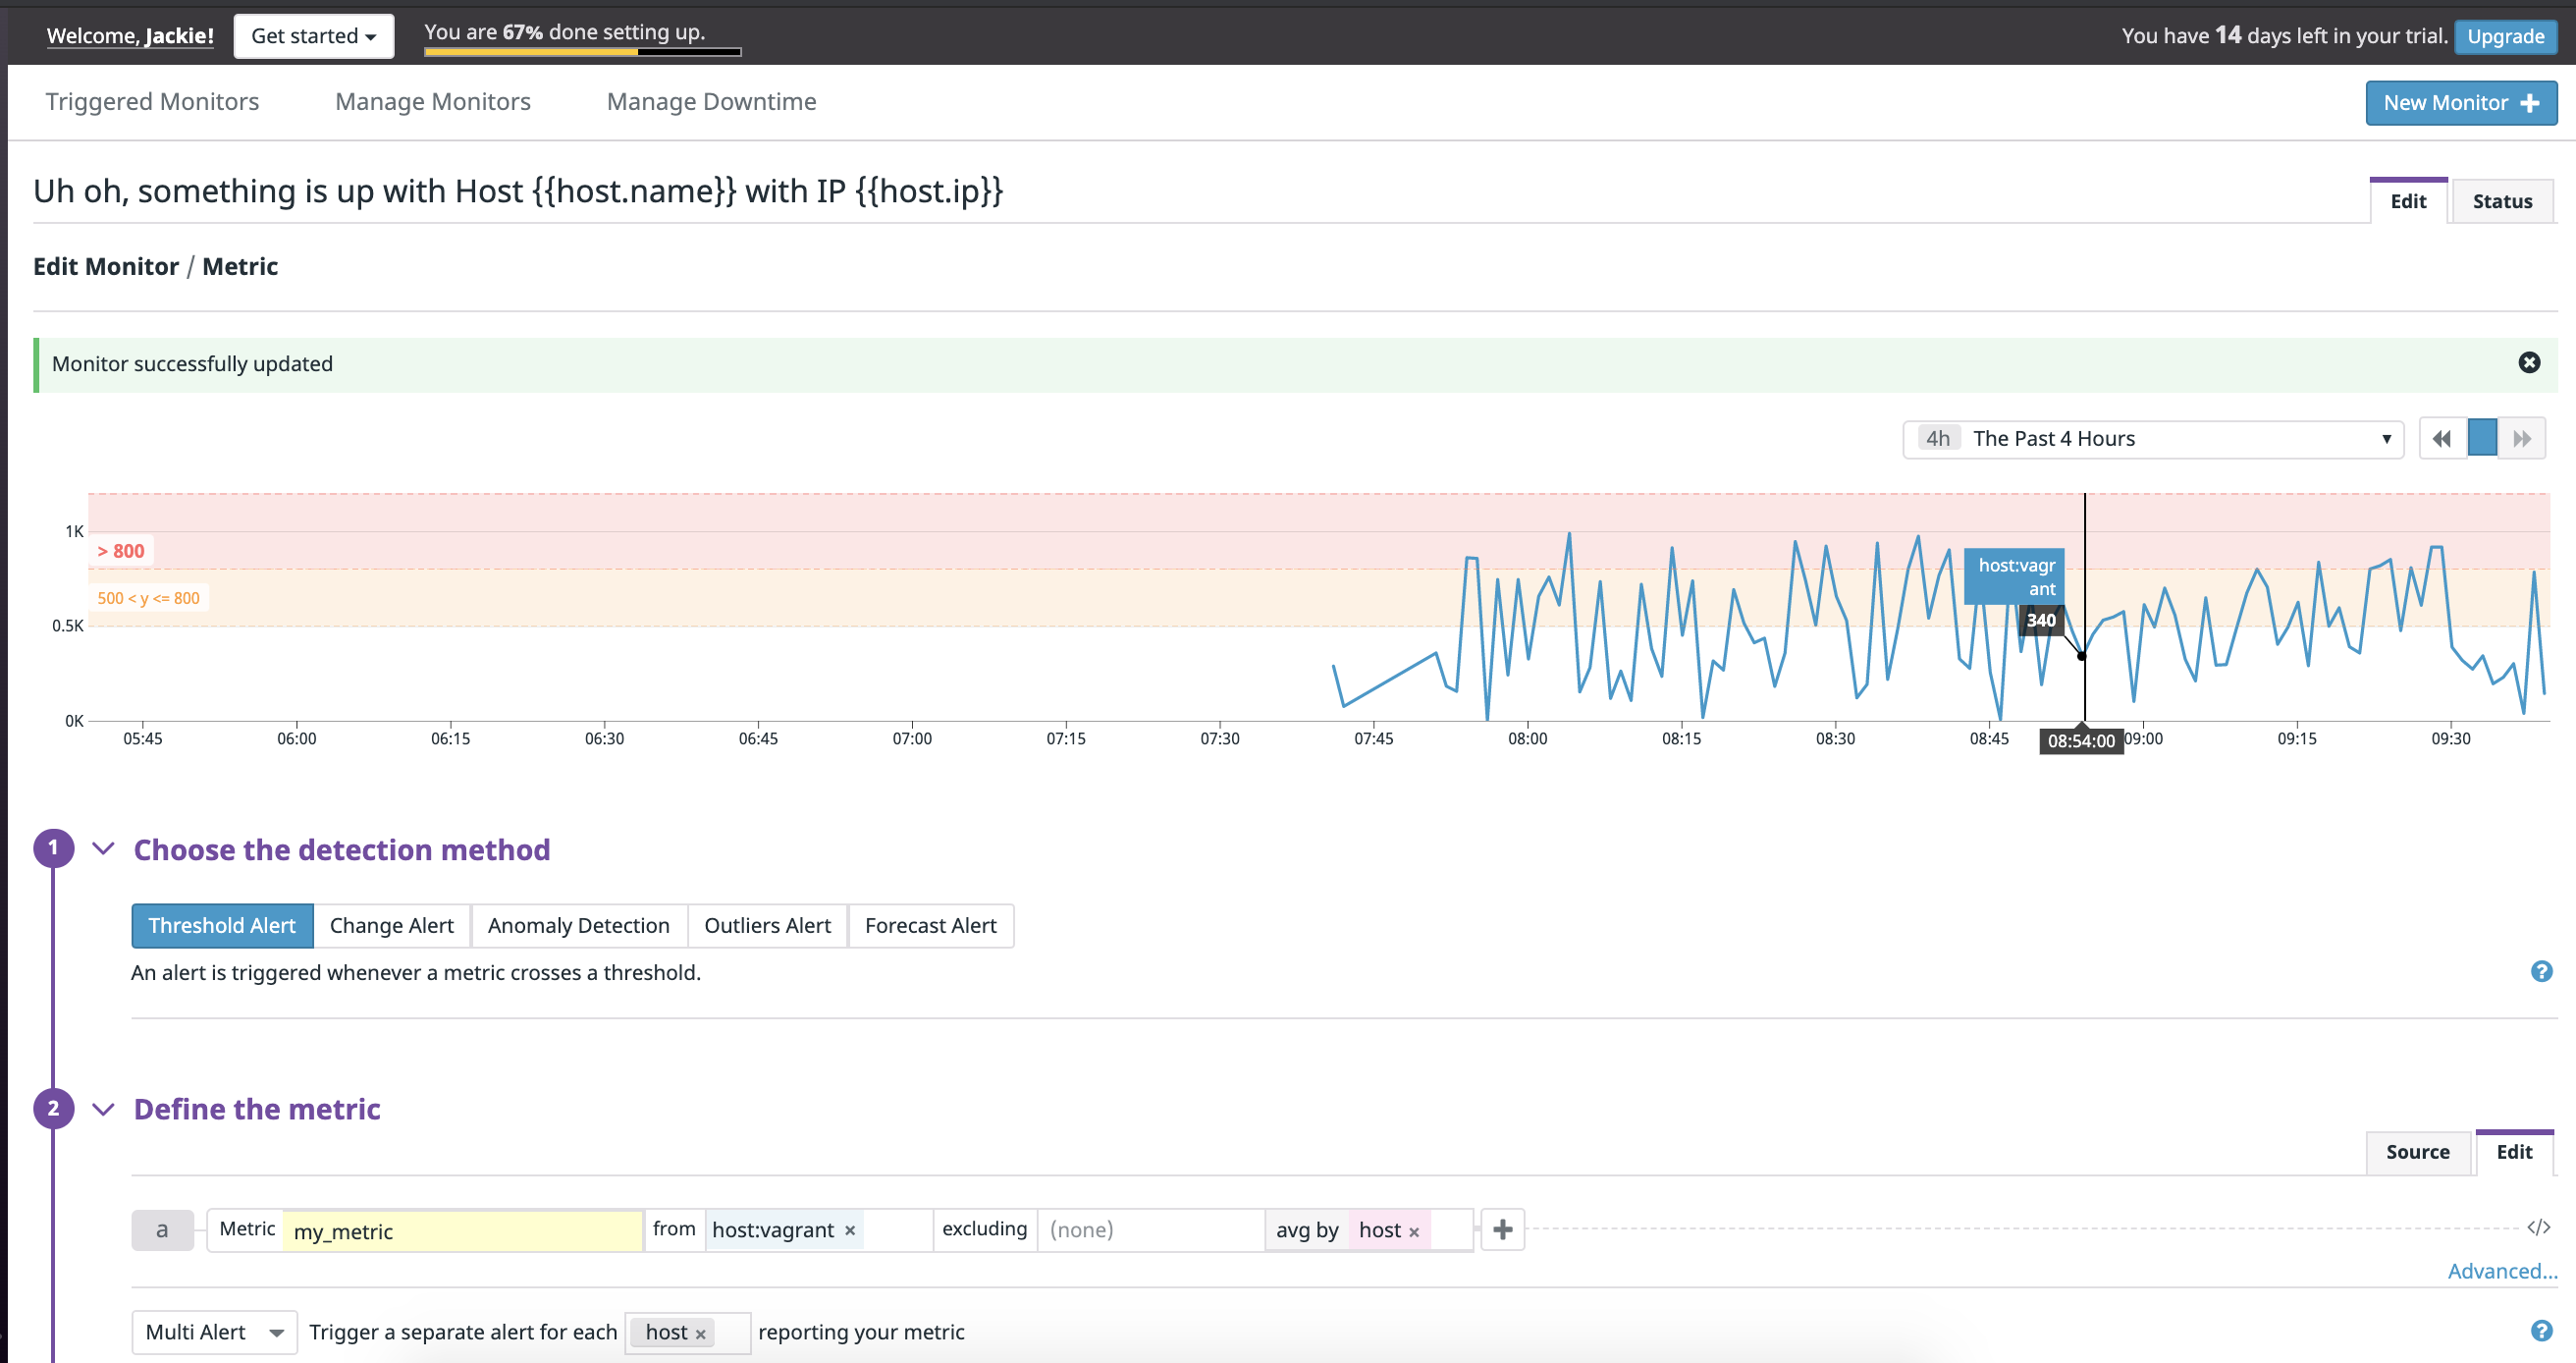 Welcome, Jackie! Get started You are 67% done setting up. You have 14 days left in your trial. Upgrade
Triggered Monitors Manage Monitors Manage Downtime New Monitor
Uh oh, something is up with Host {{host.name}} with IP {{host.ip}} Edit Status
Edit Monitor / Metric
Monitor successfully updated
4h The Past 4 Hours
1K
> 800
500 < y <= 800
0.5K
0K
host:vagr
ant
340
05:45 06:00 06:15 06:30 06:45 07:00 07:15 07:30 07:45 08:00 08:15 08:30 08:45 08:54:00 09:00 09:15 09:30
1 Choose the detection method
Threshold Alert Change Alert Anomaly Detection Outliers Alert Forecast Alert
An alert is triggered whenever a metric crosses a threshold. ?
2 Define the metric
Source Edit
a Metric my_metric from host:vagrant × excluding (none) avg by host × + </>
Advanced...
Multi Alert Trigger a separate alert for each host × reporting your metric ?